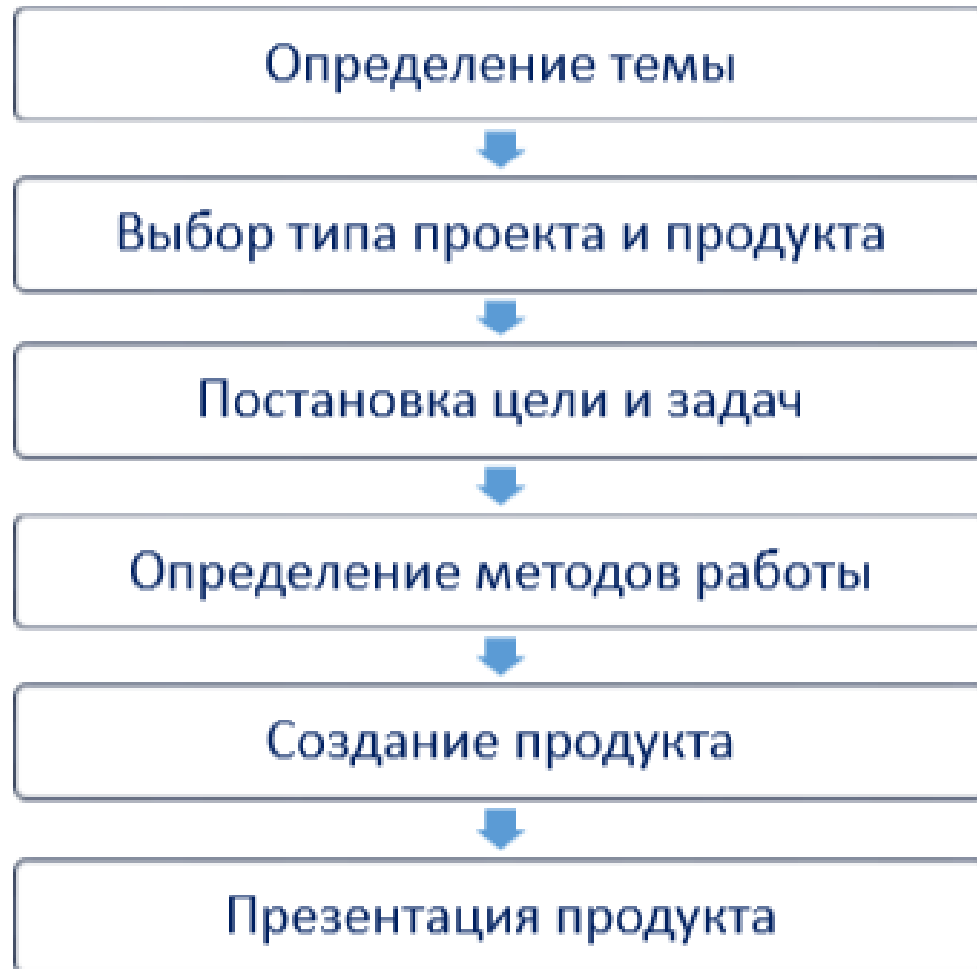 Определение темы
Выбор типа проекта и продукта
Постановка цели и задач
Определение методов работы
Создание продукта
Презентация продукта